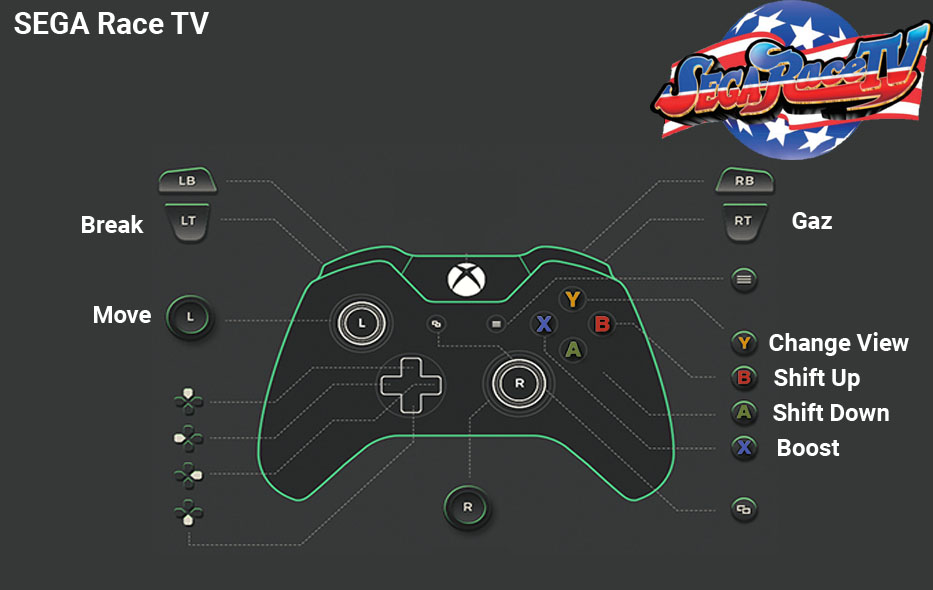 SEGA Race TV
SEGA RACE TV
LB
RB
Break
LT
RT
Gaz
Move
L
L
Y
X
B
A
R
Y Change View
B Shift Up
A Shift Down
X Boost
R